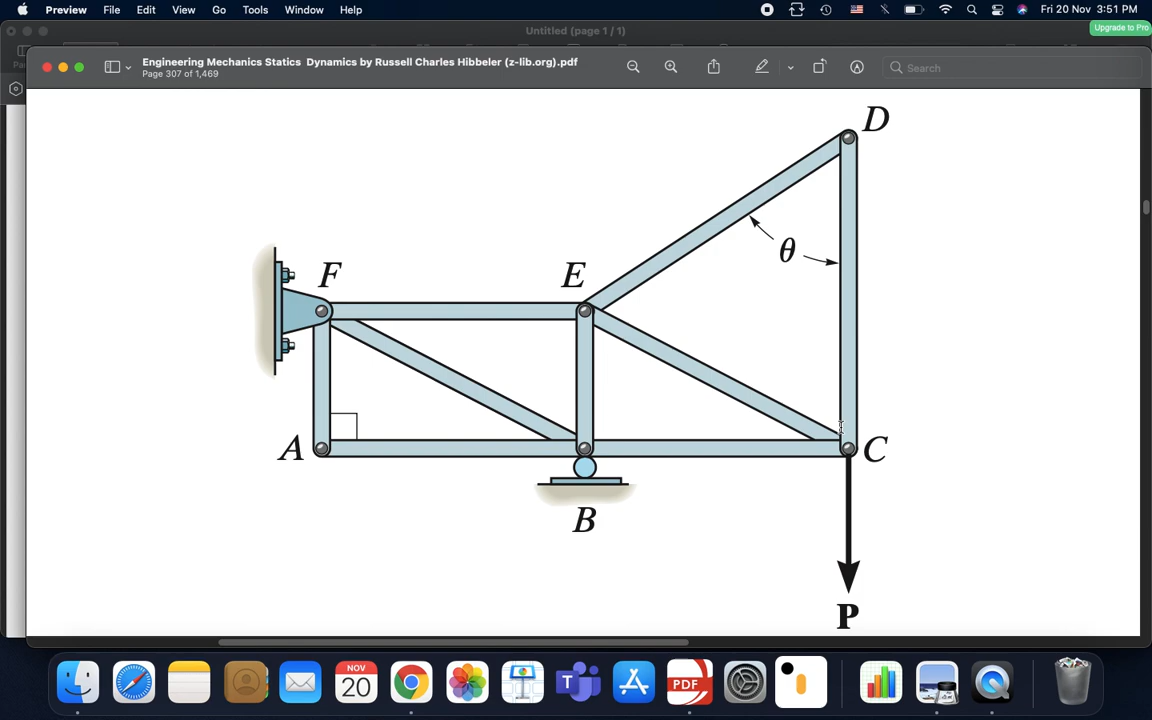 Preview File Edit View Go Tools Window Help Fri 20 Nov 3:51 PM
Untitled (page 1 / 1)
Upgrade to Pro
Engineering Mechanics Statics Dynamics by Russell Charles Hibbeler (z-lib.org).pdf
Page 307 of 1,469
Search
D
θ
F
E
A
C
B
P
NOV
20
PDF